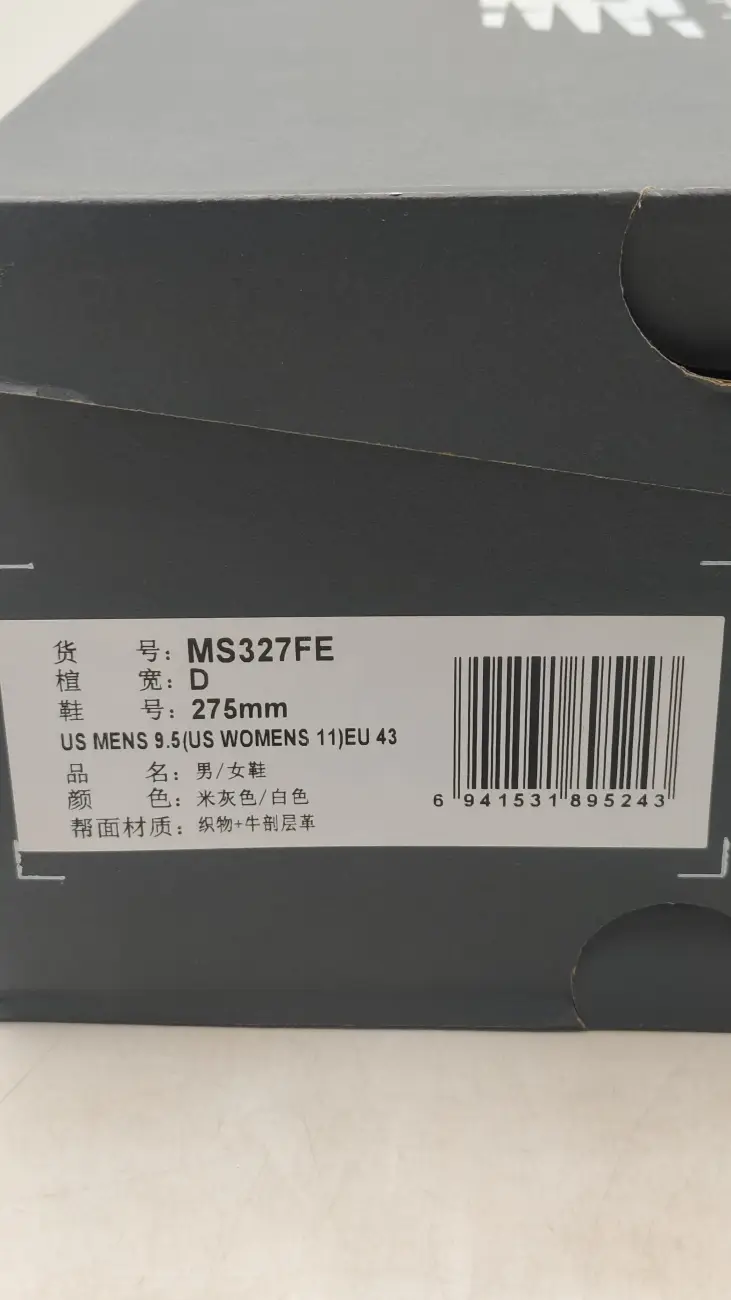 货 号：MS327FE
楦 宽：D
鞋 号：275mm
US MENS 9.5(US WOMENS 11)EU 43
品 名：男/女鞋
颜 色：米灰色/白色
帮面材质：织物+牛剖层革
6 941531 895243